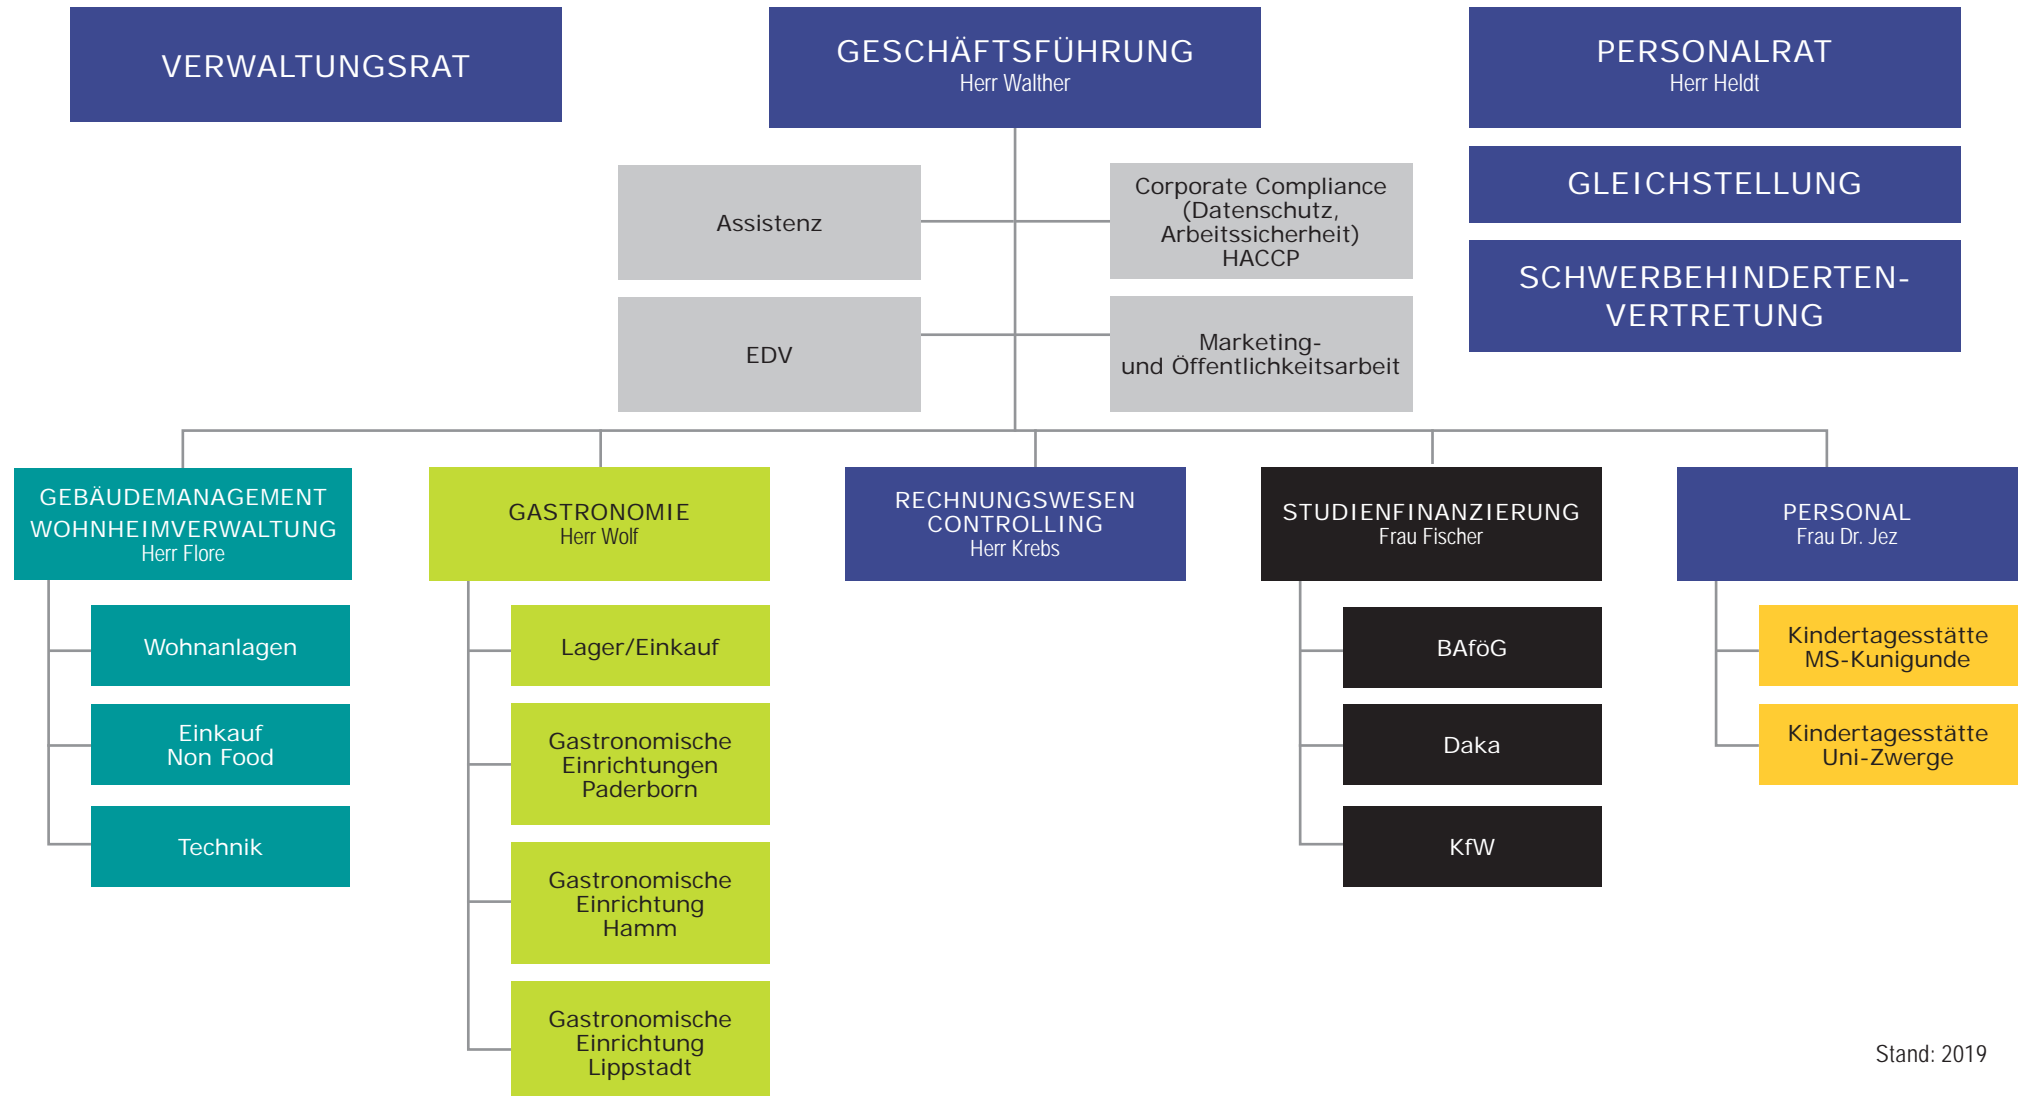 VERWALTUNGSRAT
GESCHÄFTSFÜHRUNG
Herr Walther
PERSONALRAT
Herr Heldt
GLEICHSTELLUNG
SCHWERBEHINDERTEN-
VERTRETUNG
Assistenz
Corporate Compliance
(Datenschutz,
Arbeitssicherheit)
HACCP
EDV
Marketing-
und Öffentlichkeitsarbeit
GEBÄUDEMANAGEMENT
WOHNHEIMVERWALTUNG
Herr Flore
Wohnanlagen
Einkauf
Non Food
Technik
GASTRONOMIE
Herr Wolf
Lager/Einkauf
Gastronomische
Einrichtungen
Paderborn
Gastronomische
Einrichtung
Hamm
Gastronomische
Einrichtung
Lippstadt
RECHNUNGSWESEN
CONTROLLING
Herr Krebs
STUDIENFINANZIERUNG
Frau Fischer
BAföG
Daka
KfW
PERSONAL
Frau Dr. Jez
Kindertagesstätte
MS-Kunigunde
Kindertagesstätte
Uni-Zwerge
Stand: 2019